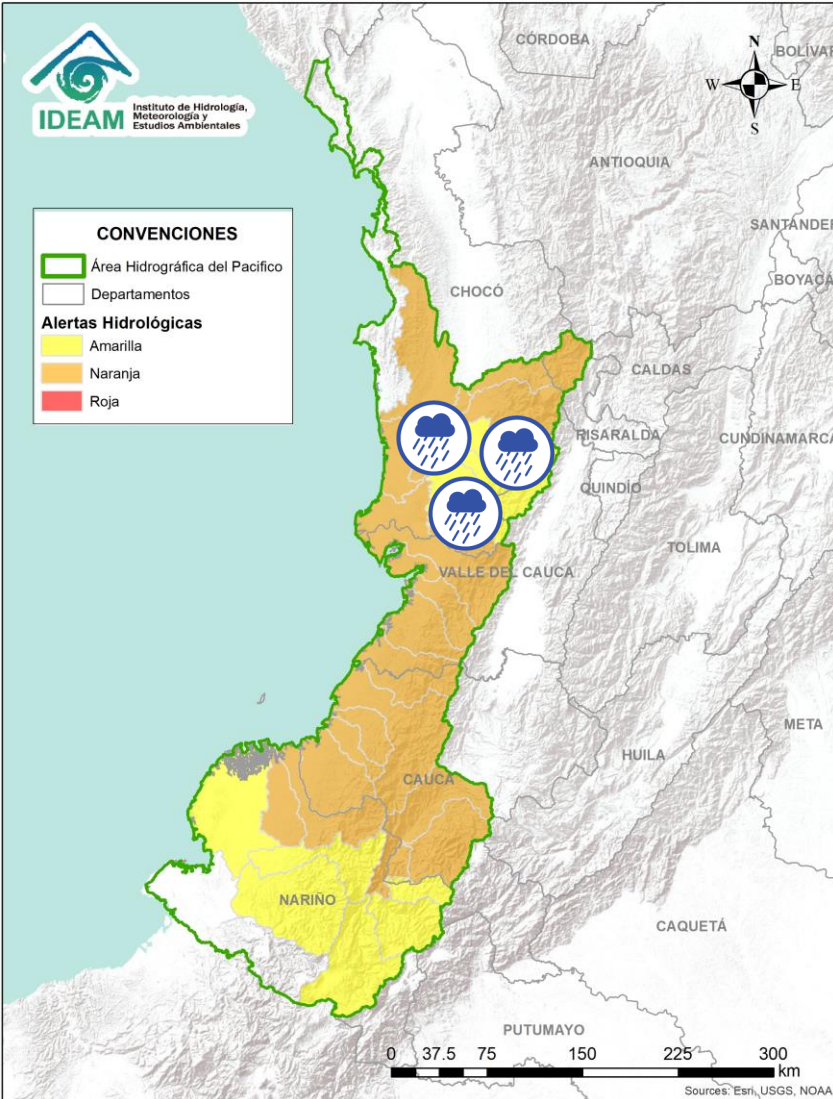 IDEAM
Instituto de Hidrología,
Meteorología y
Estudios Ambientales
N
W
E
S
CONVENCIONES
Área Hidrográfica del Pacifico
Departamentos
Alertas Hidrológicas
Amarilla
Naranja
Roja
CÓRDOBA
BOLÍVAR
ANTIOQUIA
SANTANDER
BOYACÁ
CHOCÓ
CALDAS
RISARALDA
CUNDINAMARCA
QUINDÍO
TOLIMA
VALLE DEL CAUCA
META
HUILA
CAUCA
NARIÑO
CAQUETÁ
PUTUMAYO
0 37.5 75 150 225 300
km
Sources: Esri, USGS, NOAA